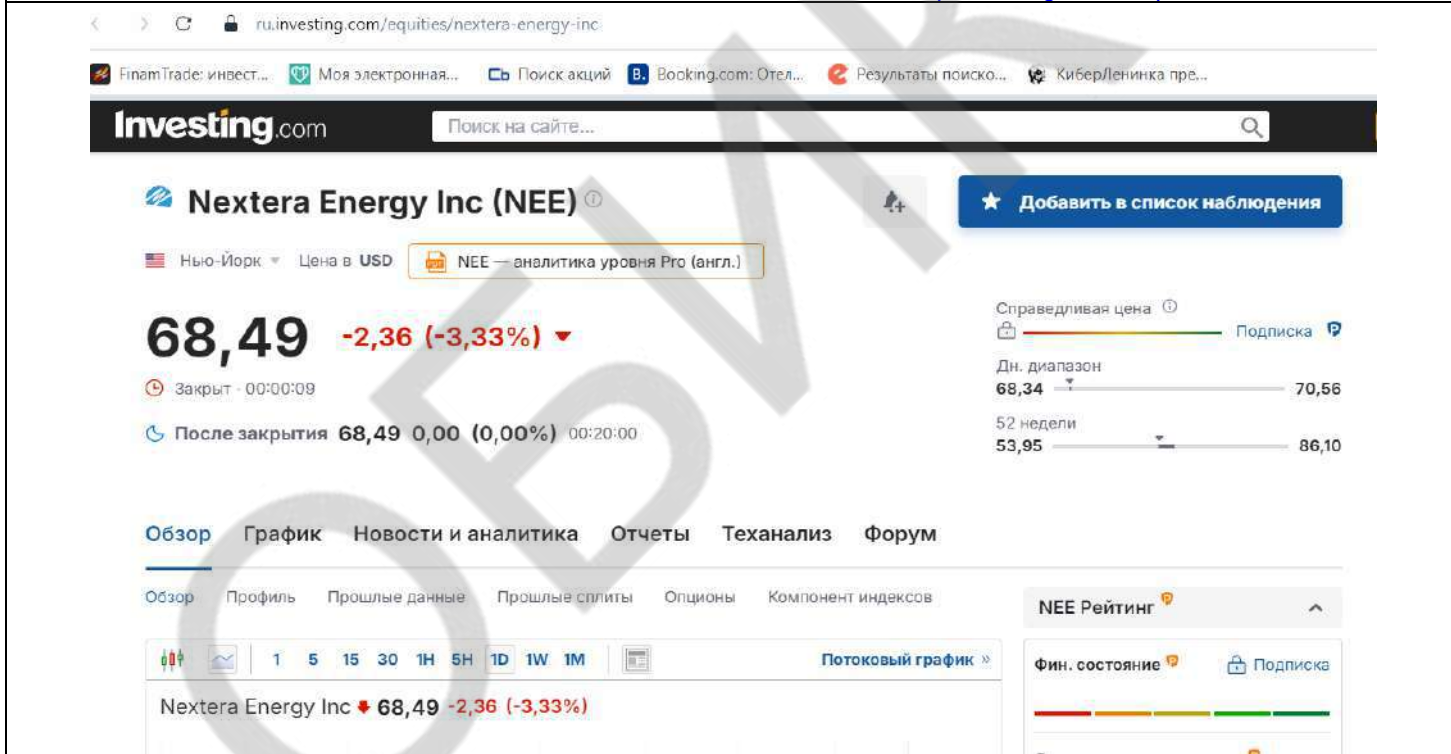 ru.investing.com/equities/nextera-energy-inc
FinamTrade: инвест... Моя электронная... Поиск акций Booking.com: Отел... Результаты поиско... КиберЛенинка пре...
Investing.com Поиск на сайте...
Nextera Energy Inc (NEE)
Добавить в список наблюдения
Нью-Йорк Цена в USD NEE — аналитика уровня Pro (англ.)
68,49 -2,36 (-3,33%)
Справедливая цена
Подписка
Закрыт · 00:00:09
Дн. диапазон
68,34 70,56
После закрытия 68,49 0,00 (0,00%) 00:20:00
52 недели
53,95 86,10
Обзор График Новости и аналитика Отчеты Теханализ Форум
Обзор Профиль Прошлые данные Прошлые сплиты Опционы Компонент индексов
NEE Рейтинг
1 5 15 30 1H 5H 1D 1W 1M Потоковый график »
Фин. состояние Подписка
Nextera Energy Inc 68,49 -2,36 (-3,33%)
ОБИК